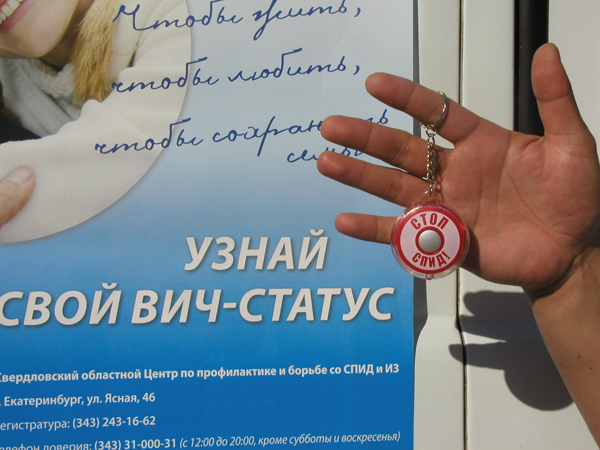 Чтобы жить,
чтобы любить,
чтобы сохранить
семью
УЗНАЙ
СВОЙ ВИЧ-СТАТУС
Свердловский областной Центр по профилактике и борьбе со СПИД и ИЗ
. Екатеринбург, ул. Ясная, 46
егистратура: (343) 243-16-62
елефон доверия: (343) 31-000-31 (с 12:00 до 20:00, кроме субботы и воскресенья)
СТОП
СПИД!